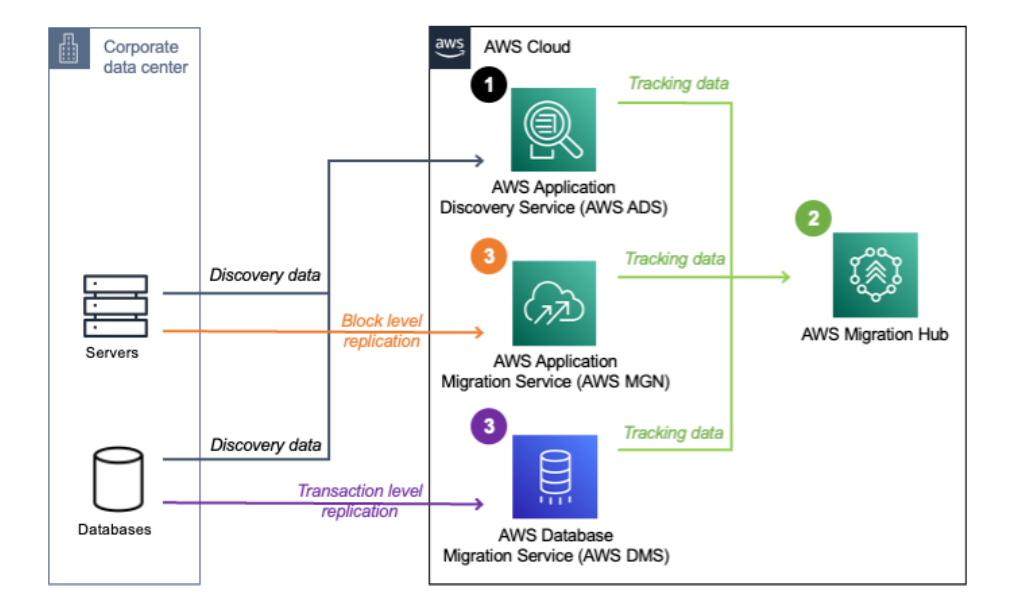 Corporate
data center
aws
AWS Cloud
1
Tracking data
AWS Application
Discovery Service (AWS ADS)
2
3
Tracking data
Discovery data
Block level
replication
Servers
AWS Migration Hub
AWS Application
Migration Service (AWS MGN)
3
Tracking data
Discovery data
Transaction level
replication
Databases
AWS Database
Migration Service (AWS DMS)